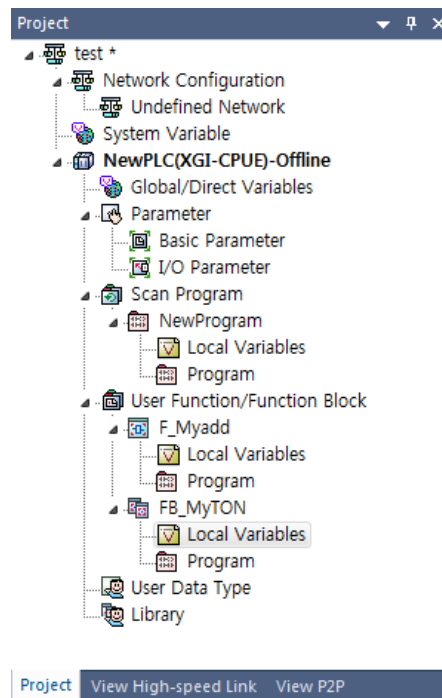 Project
test *
Network Configuration
Undefined Network
System Variable
NewPLC(XGI-CPUE)-Offline
Global/Direct Variables
Parameter
Basic Parameter
I/O Parameter
Scan Program
NewProgram
Local Variables
Program
User Function/Function Block
F_Myadd
Local Variables
Program
FB_MyTON
Local Variables
Program
User Data Type
Library
Project View High-speed Link View P2P